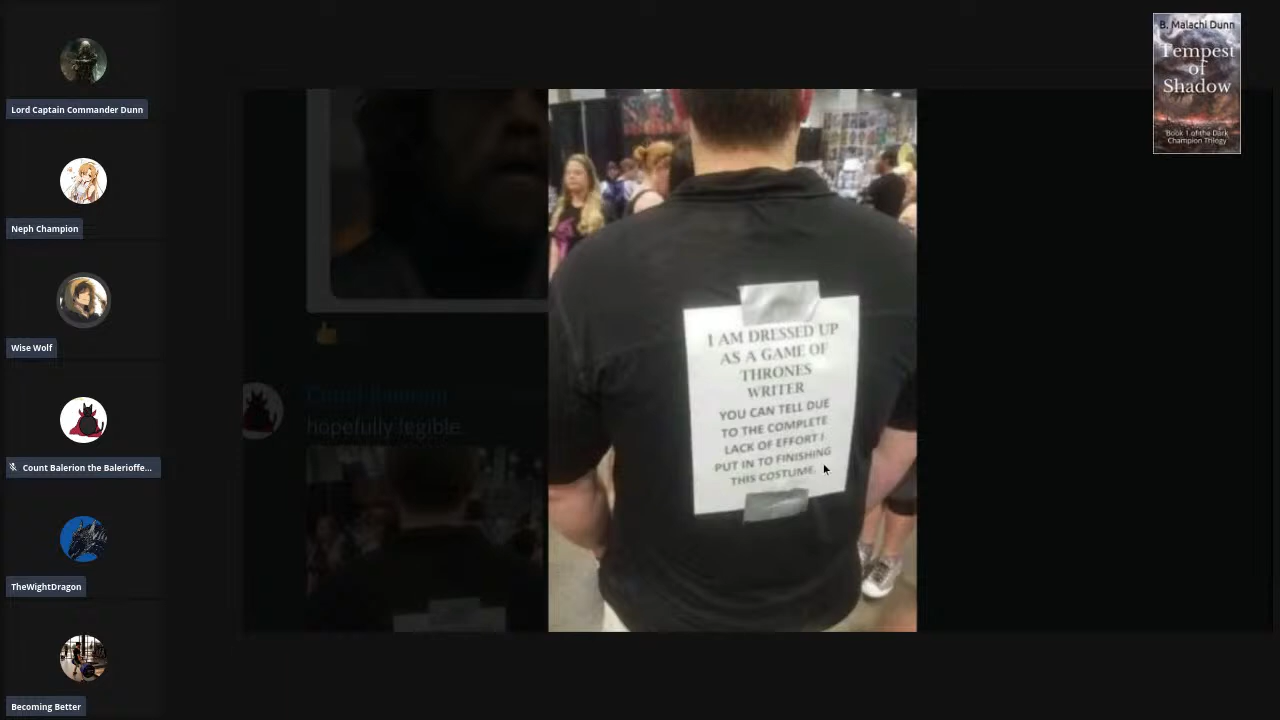 Lord Captain Commander Dunn
Neph Champion
Wise Wolf
Count Balerion the Balerioffe...
TheWightDragon
Becoming Better
hopefully legible.
I AM DRESSED UP
AS A GAME OF
THRONES
WRITER
YOU CAN TELL DUE
TO THE COMPLETE
LACK OF EFFORT I
PUT IN TO FINISHING
THIS COSTUME.
B. Malachi Dunn
Tempest
of
Shadow
Book 1 of the Dark
Champion Trilogy